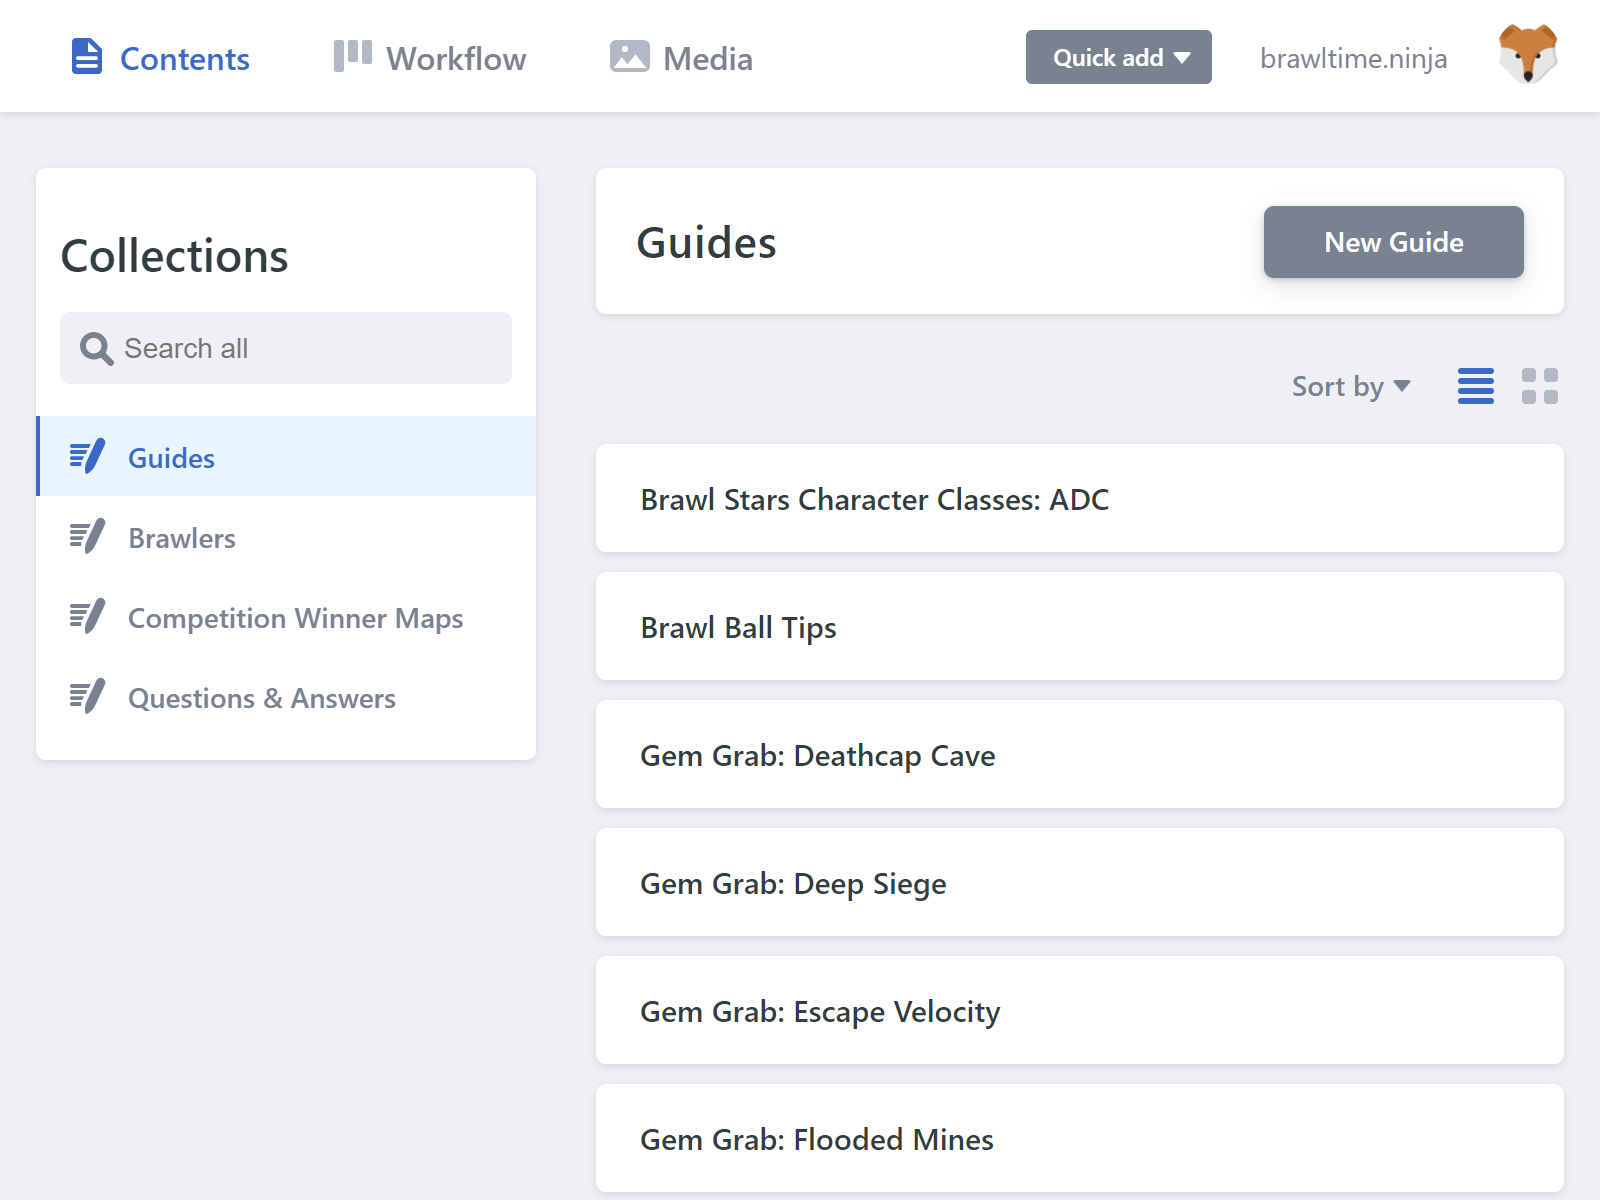 Contents
Workflow
Media
Quick add
brawltime.ninja
Collections
Search all
Guides
Brawlers
Competition Winner Maps
Questions & Answers
Guides
New Guide
Sort by
Brawl Stars Character Classes: ADC
Brawl Ball Tips
Gem Grab: Deathcap Cave
Gem Grab: Deep Siege
Gem Grab: Escape Velocity
Gem Grab: Flooded Mines